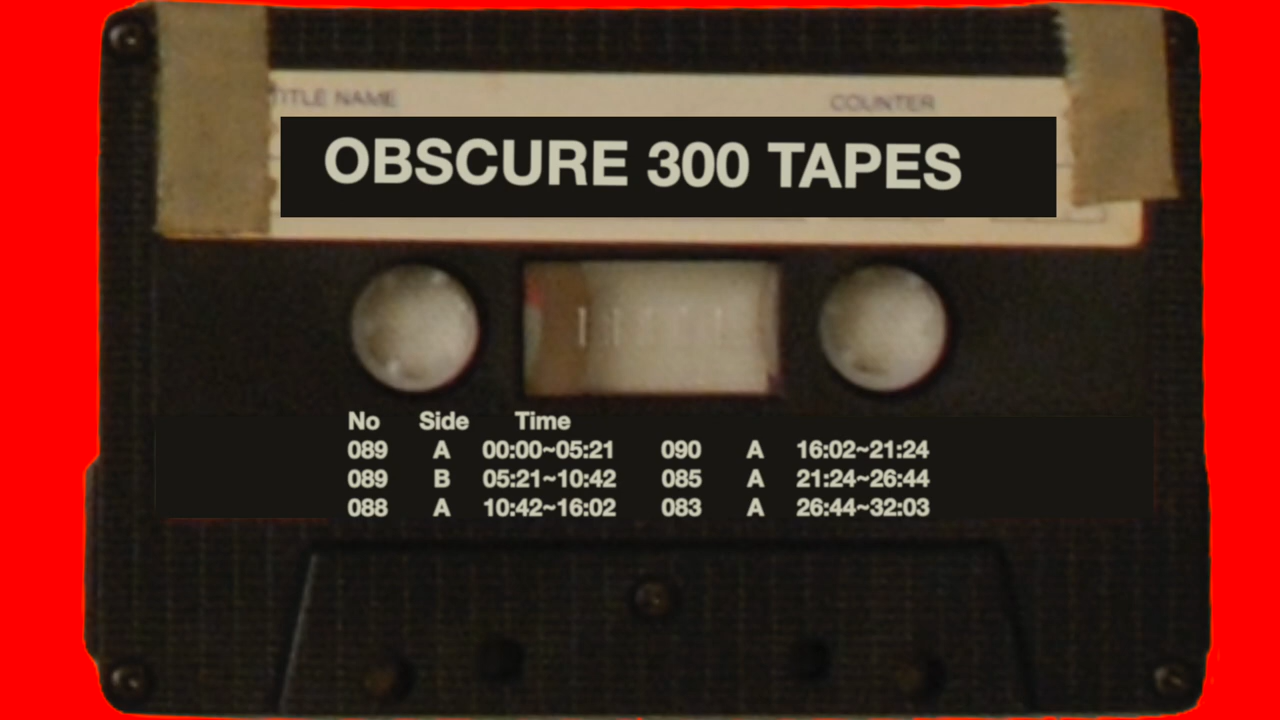 TITLE NAME COUNTER
OBSCURE 300 TAPES
No Side Time
089 A 00:00~05:21 090 A 16:02~21:24
089 B 05:21~10:42 085 A 21:24~26:44
088 A 10:42~16:02 083 A 26:44~32:03